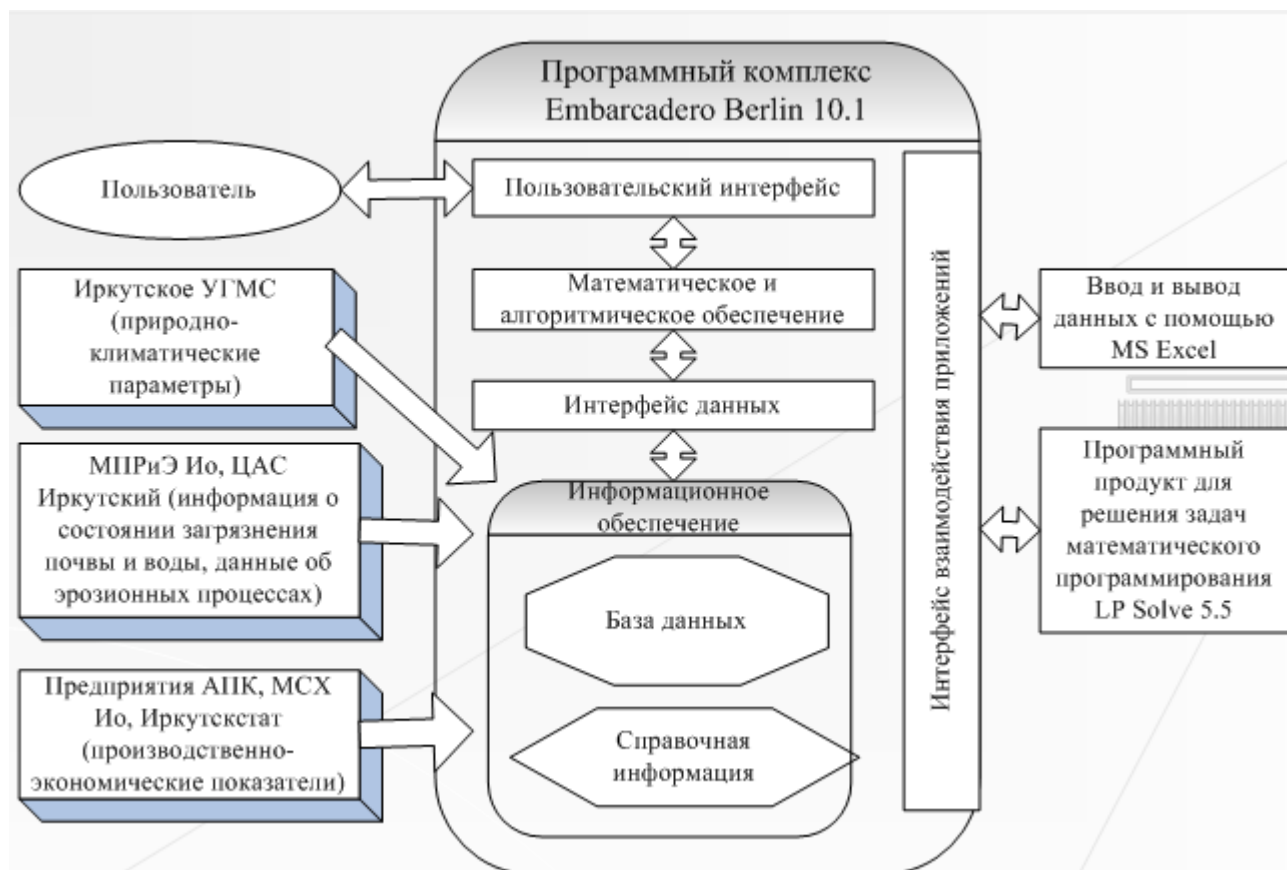 Программный комплекс
Embarcadero Berlin 10.1
Пользователь
Пользовательский интерфейс
Иркутское УГМС
(природно-
климатические
параметры)
Математическое и
алгоритмическое обеспечение
Интерфейс данных
МПРиЭ Ио, ЦАС
Иркутский (информация о
состоянии загрязнения
почвы и воды, данные об
эрозионных процессах)
Информационное
обеспечение
База данных
Предприятия АПК, МСХ
Ио, Иркутскстат
(производственно-
экономические показатели)
Справочная
информация
Интерфейс взаимодействия приложений
Ввод и вывод
данных с помощью
MS Excel
Программный
продукт для
решения задач
математического
программирования
LP Solve 5.5